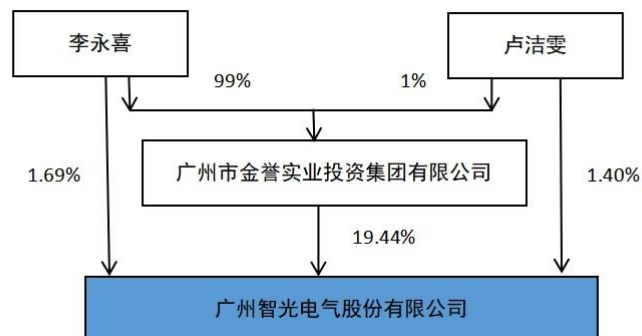 李永喜
卢洁雯
99%
1%
广州市金誉实业投资集团有限公司
1.69%
1.40%
19.44%
广州智光电气股份有限公司